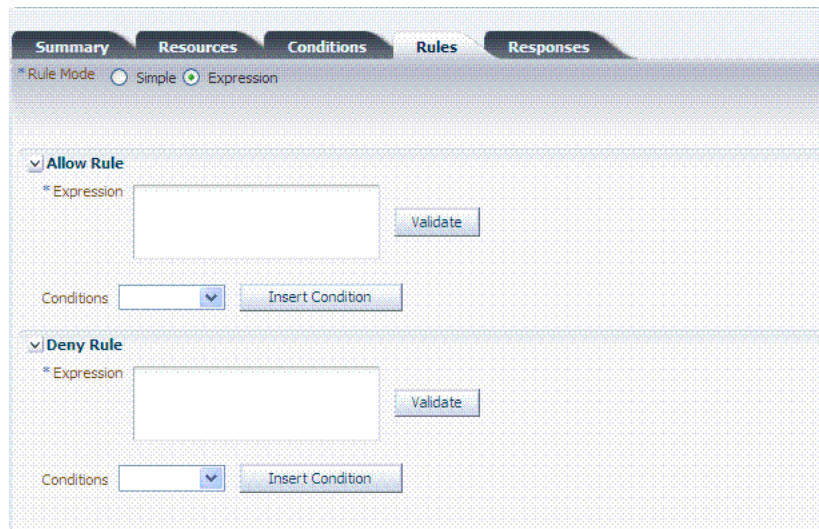 Summary Resources Conditions Rules Responses
* Rule Mode Simple Expression
Allow Rule
* Expression
Validate
Conditions Insert Condition
Deny Rule
* Expression
Validate
Conditions Insert Condition